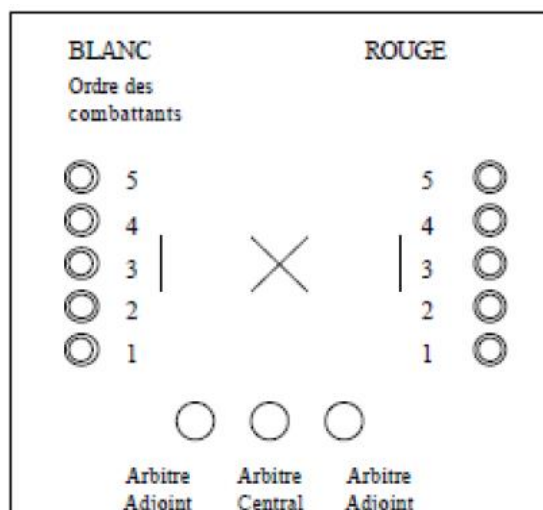 BLANC ROUGE
Ordre des
combattants
5 5
4 4
3 3
2 2
1 1
Arbitre Arbitre Arbitre
Adjoint Central Adjoint